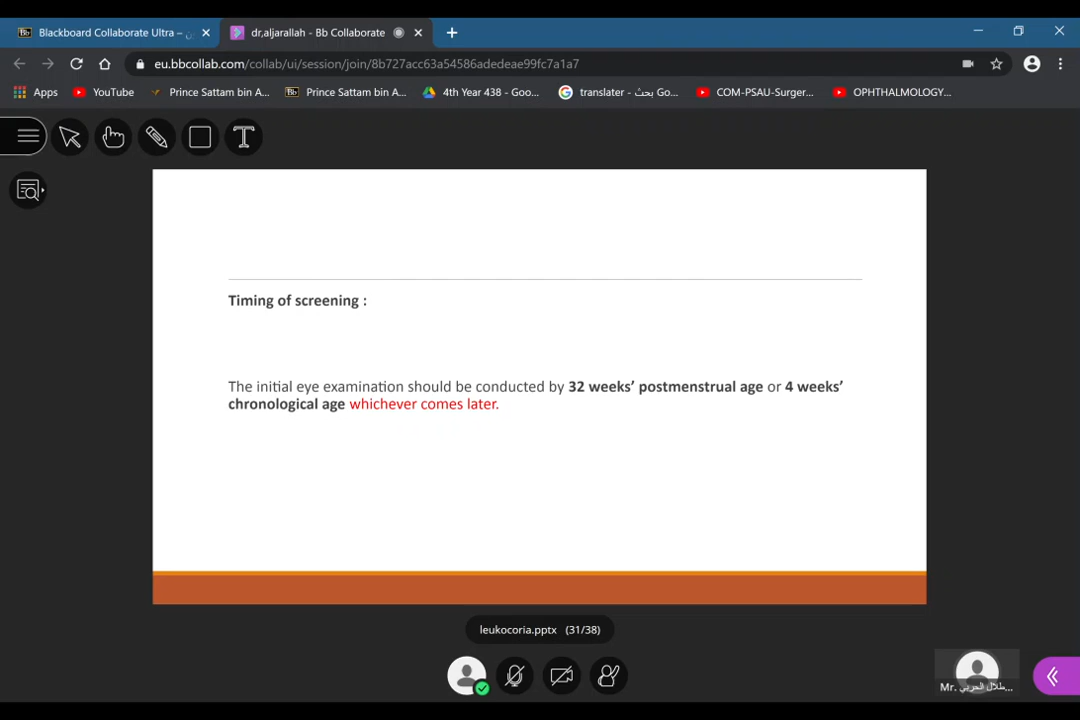 Blackboard Collaborate Ultra –
dr,aljarallah - Bb Collaborate
eu.bbcollab.com/collab/ui/session/join/8b727acc63a54586adedeae99fc7a1a7
Apps
YouTube
Prince Sattam bin A...
Prince Sattam bin A...
4th Year 438 - Goo...
translater - بحث Go...
COM-PSAU-Surger...
OPHTHALMOLOGY...
Timing of screening :
The initial eye examination should be conducted by 32 weeks’ postmenstrual age or 4 weeks’
chronological age whichever comes later.
leukocoria.pptx (31/38)
Mr. طلال الحربي...